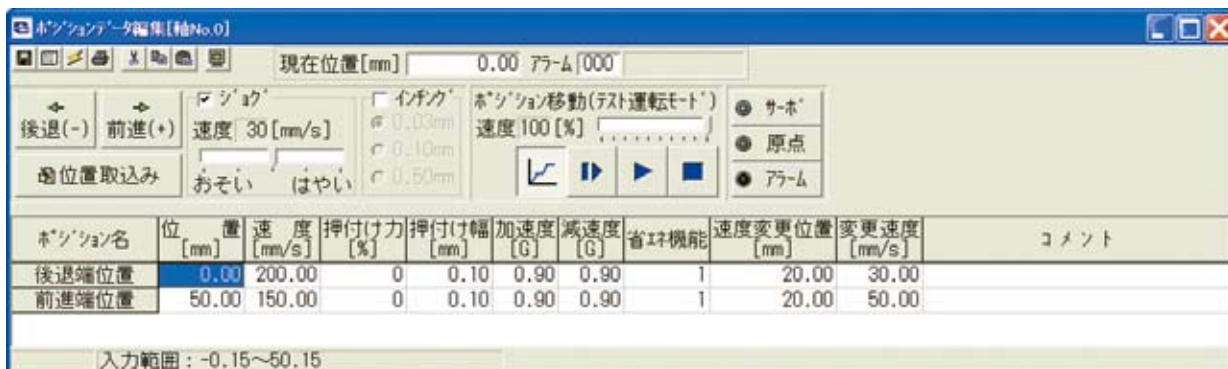 ポジションデータ編集[軸No.0]
現在位置[mm] 0.00 アラーム 000
後退(-) 前進(+)
位置取込み
ジョグ
速度 30 [mm/s]
おそい はやい
インチング
0.03mm
0.10mm
0.50mm
ポジション移動(テスト運転モード)
速度 100 [%]
サーボ
原点
アラーム
ポジション名 位置[mm] 速度[mm/s] 押付け力[%] 押付け幅[mm] 加速度[G] 減速度[G] 省エネ機能 速度変更位置[mm] 変更速度[mm/s] コメント
後退端位置 0.00 200.00 0 0.10 0.90 0.90 1 20.00 30.00
前進端位置 50.00 150.00 0 0.10 0.90 0.90 1 20.00 50.00
入力範囲：-0.15～50.15